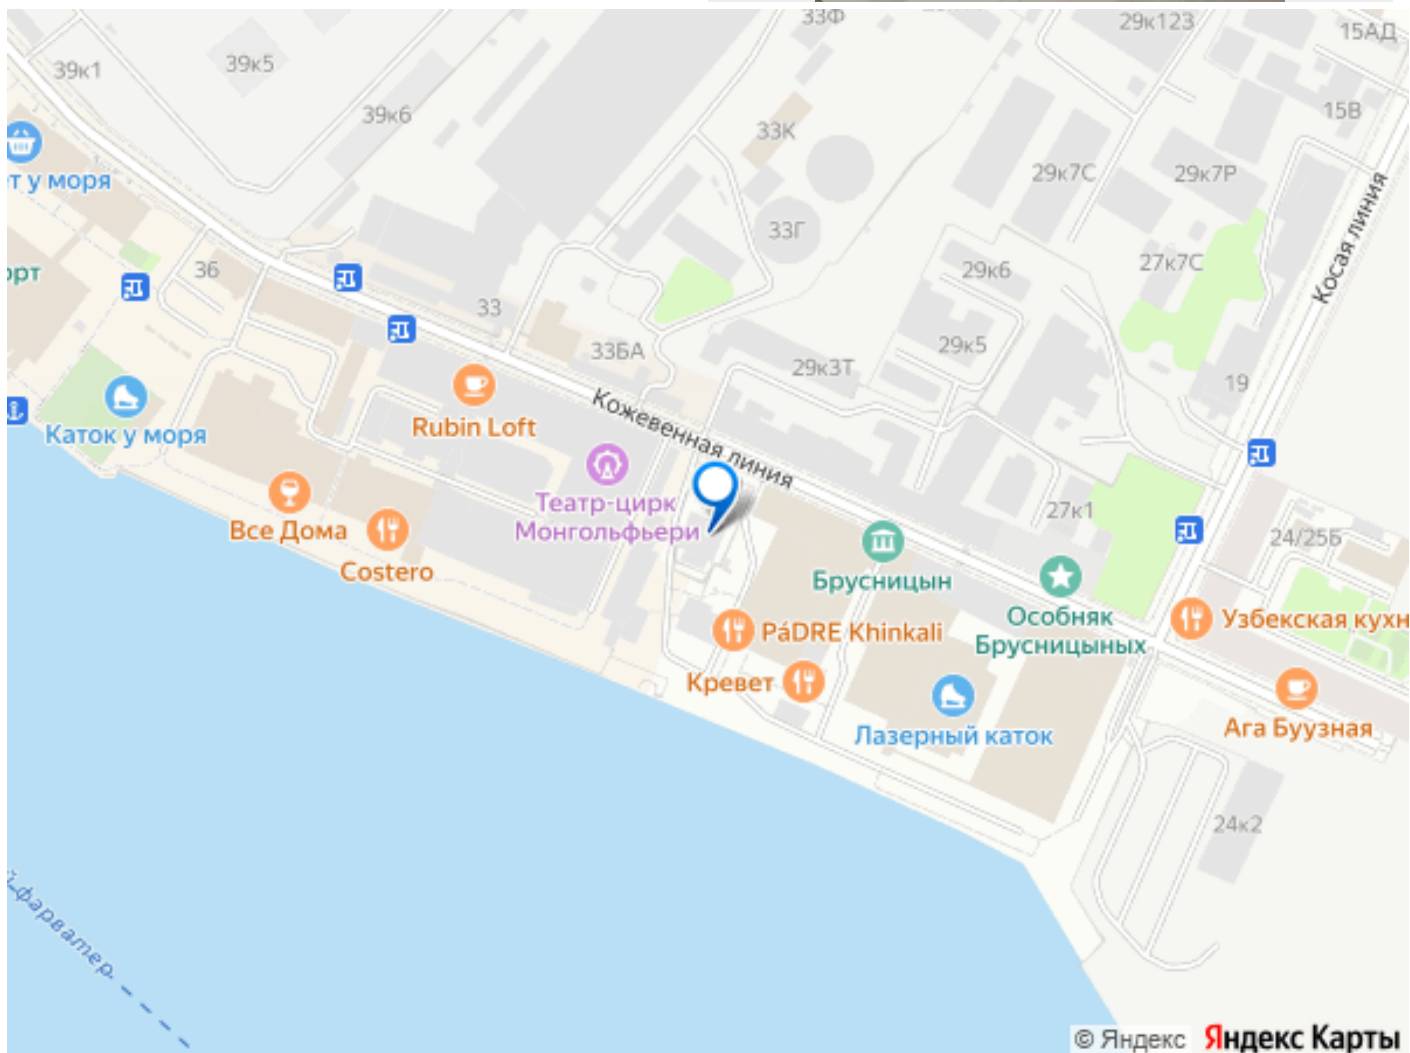 33Ф
29к123
15АД
39к1
39к5
39к6
15В
33К
29к7С
29к7Р
т у моря
Косая линия
33Г
орт
36
29к6
27к7С
33
33БА
29к5
29к3Т
19
Каток у моря
Rubin Loft
Кожевенная линия
Театр-цирк
Монгольфьери
Все Дома
Costero
27к1
24/25Б
Брусницын
Особняк
Брусницыных
Узбекская кухн
PáDRE Khinkali
Кревет
Лазерный каток
Ага Буузная
24к2
й фарватер
© Яндекс Яндекс Карты